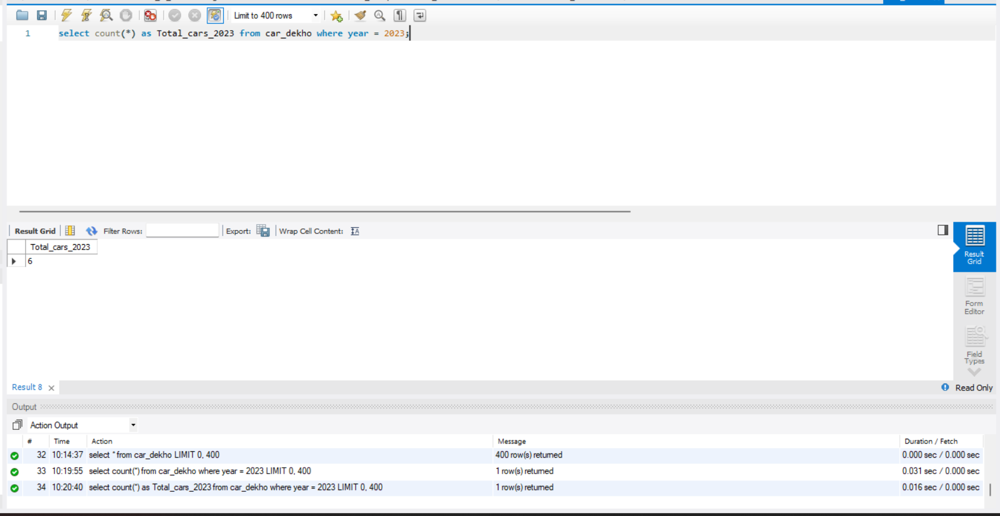 Limit to 400 rows
1 select count(*) as Total_cars_2023 from car_dekho where year = 2023;
Result Grid Filter Rows: Export: Wrap Cell Content:
Total_cars_2023
6
Result
Grid
Form
Editor
Field
Types
Result 8 Read Only
Output
Action Output
# Time Action Message Duration / Fetch
32 10:14:37 select * from car_dekho LIMIT 0, 400 400 row(s) returned 0.000 sec / 0.000 sec
33 10:19:55 select count(*) from car_dekho where year = 2023 LIMIT 0, 400 1 row(s) returned 0.031 sec / 0.000 sec
34 10:20:40 select count(*) as Total_cars_2023 from car_dekho where year = 2023 LIMIT 0, 400 1 row(s) returned 0.016 sec / 0.000 sec